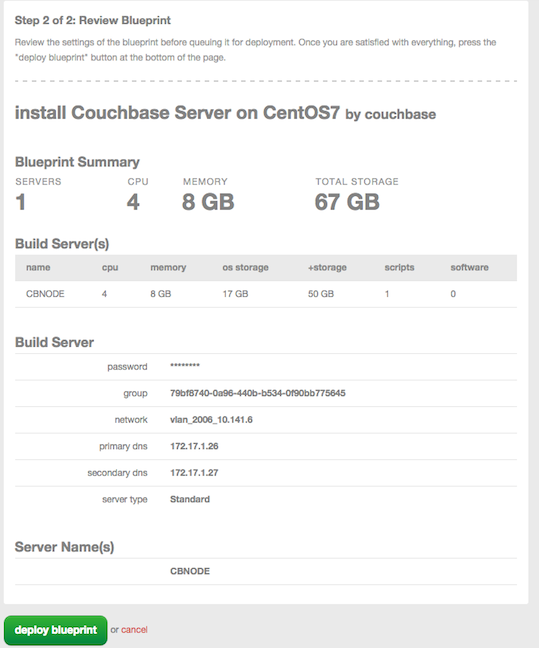 Step 2 of 2: Review Blueprint
Review the settings of the blueprint before queuing it for deployment. Once you are satisfied with everything, press the
"deploy blueprint" button at the bottom of the page.
install Couchbase Server on CentOS7 by couchbase
Blueprint Summary
SERVERS CPU MEMORY TOTAL STORAGE
1 4 8 GB 67 GB
Build Server(s)
name cpu memory os storage +storage scripts software
CBNODE 4 8 GB 17 GB 50 GB 1 0
Build Server
password ********
group 79bf8740-0a96-440b-b534-0f90bb775645
network vlan_2006_10.141.6
primary dns 172.17.1.26
secondary dns 172.17.1.27
server type Standard
Server Name(s)
CBNODE
deploy blueprint or cancel